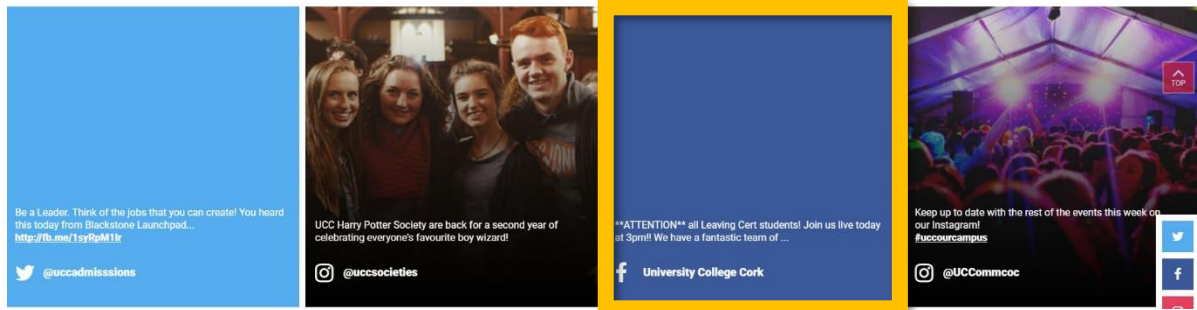 Be a Leader. Think of the jobs that you can create! You heard
this today from Blackstone Launchpad...
http://fb.me/1syRpM1Ir
@uccadmisssions
UCC Harry Potter Society are back for a second year of
celebrating everyone's favourite boy wizard!
@uccsocieties
**ATTENTION** all Leaving Cert students! Join us live today
at 3pm!! We have a fantastic team of ...
University College Cork
Keep up to date with the rest of the events this week on
our Instagram!
#uccourcampus
@UCCommcoc
TOP